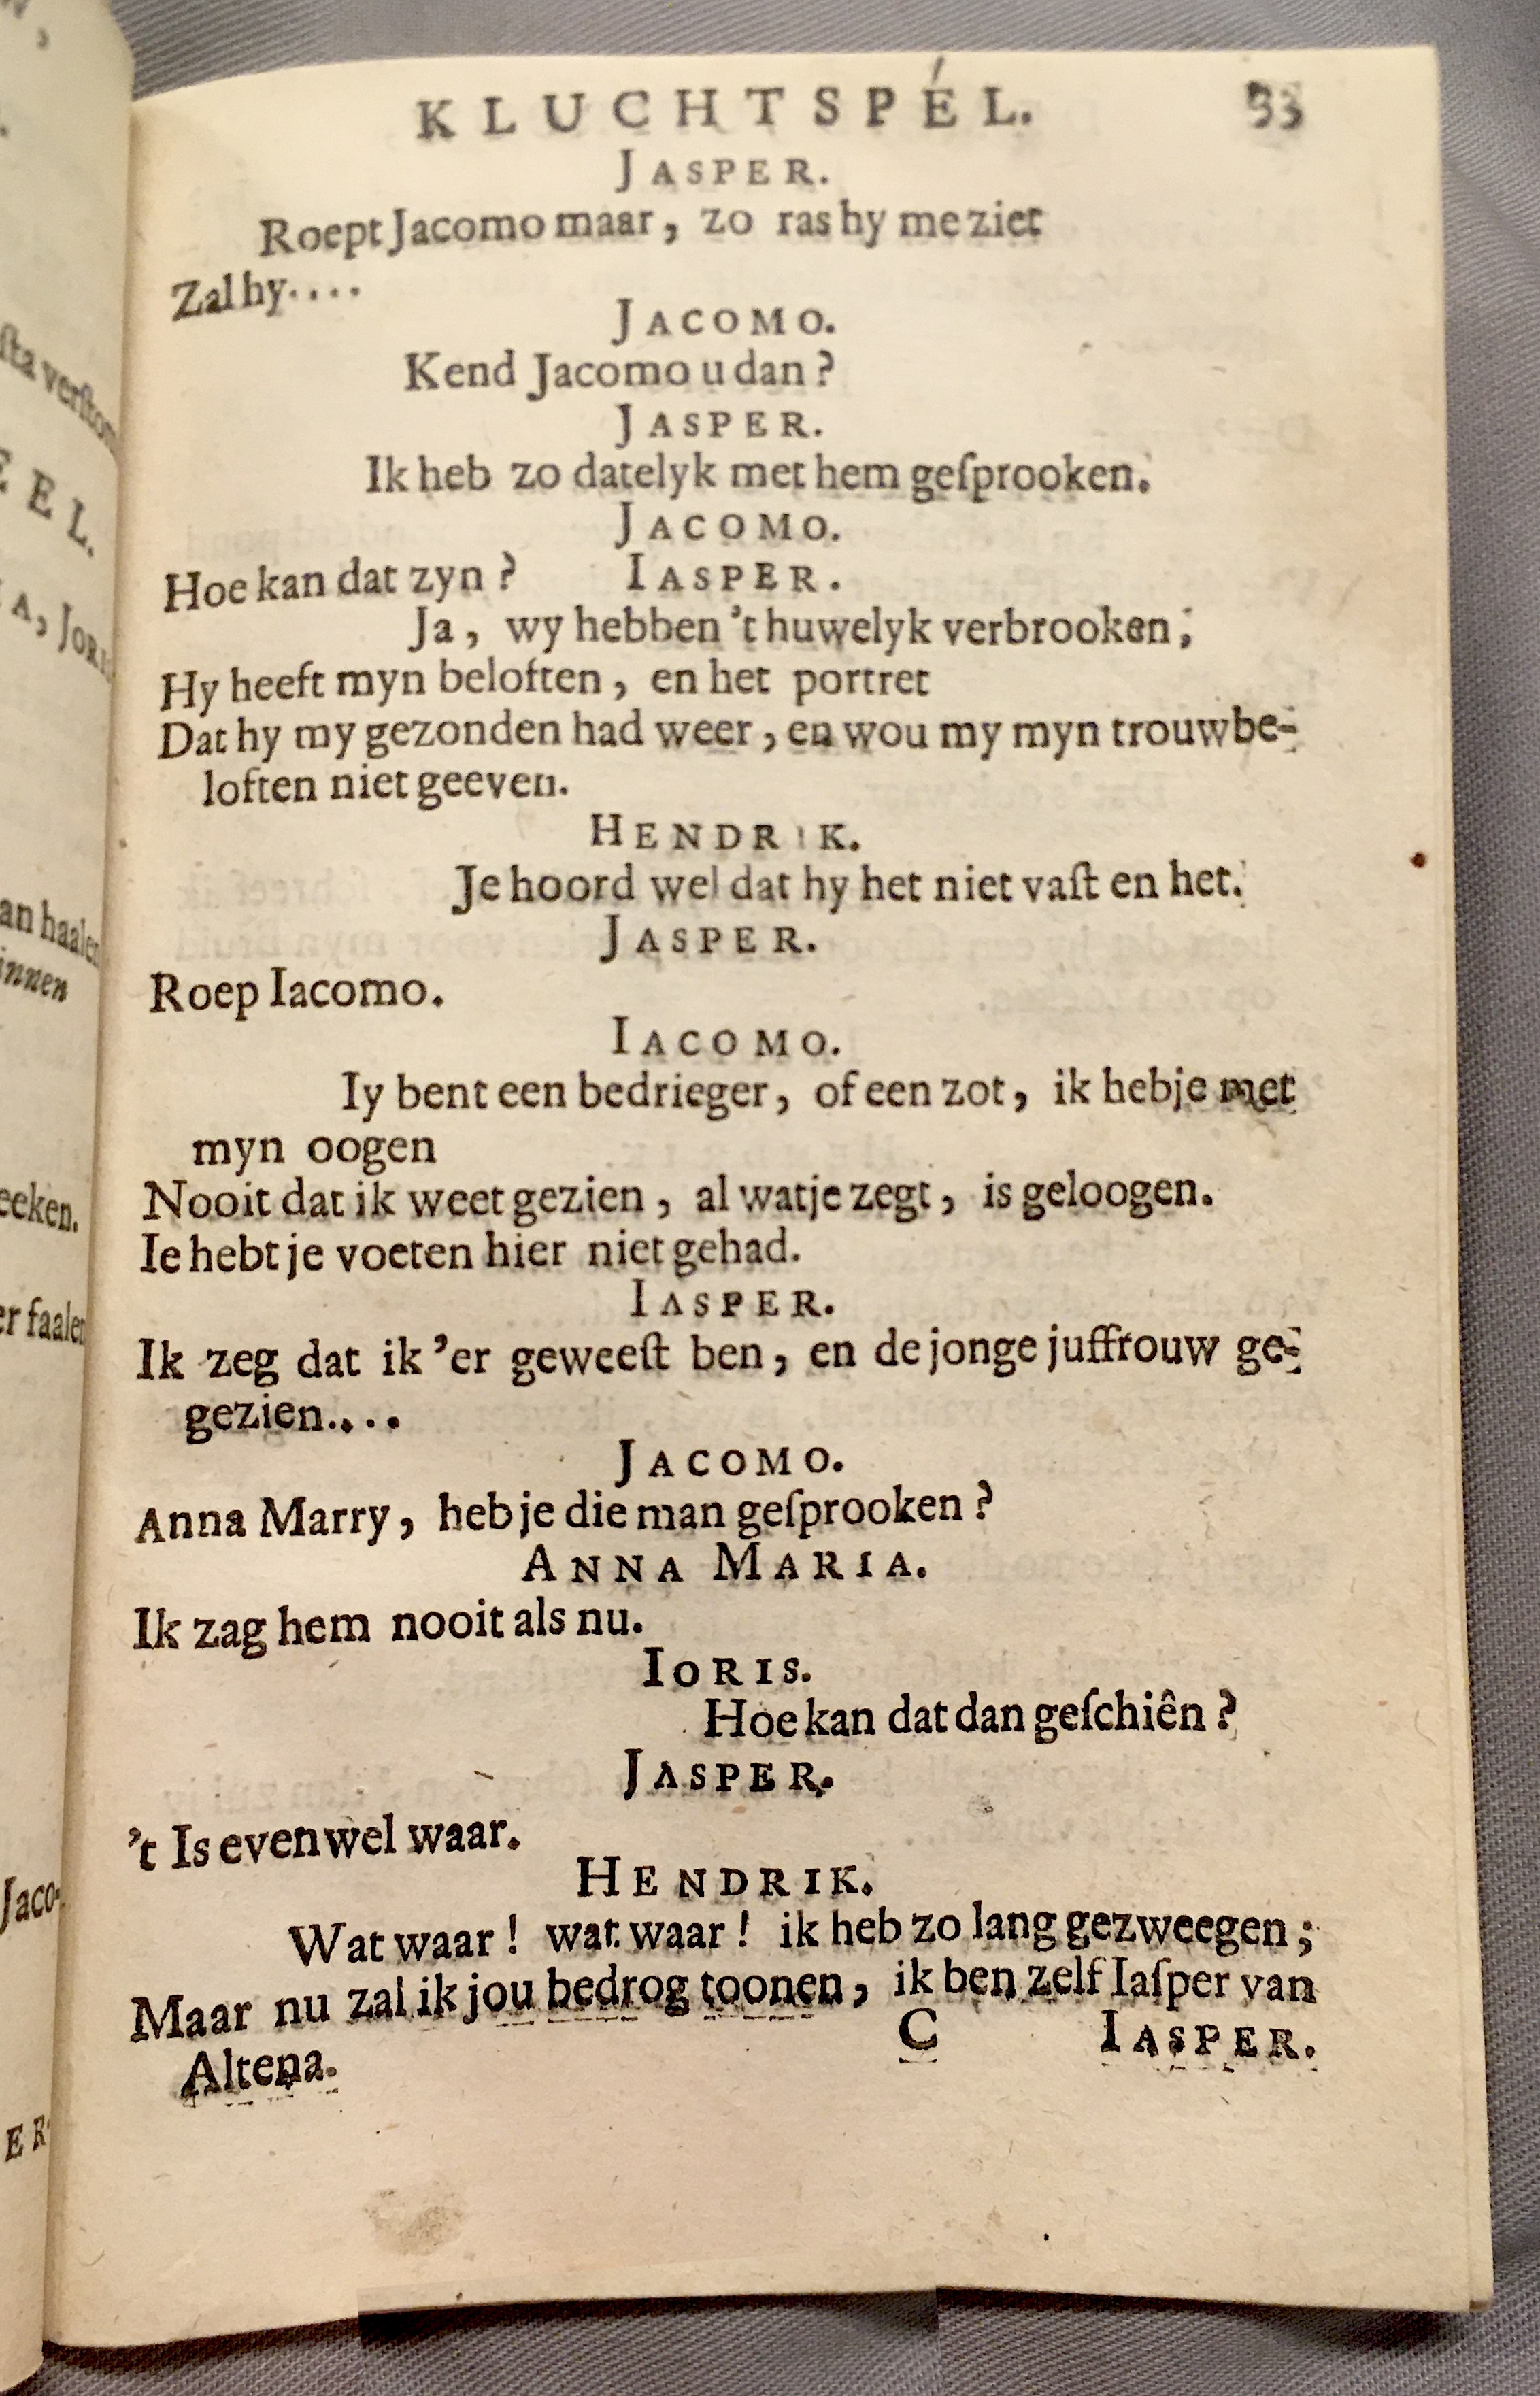 KLUCHTSPÉL. 33
JASPER.
Roept Jacomo maar, zo ras hy me ziet
Zal hy....
JACOMO.
Kend Jacomo u dan?
JASPER.
Ik heb zo datelyk met hem geſprooken.
JACOMO.
Hoe kan dat zyn? IASPER.
Ja, wy hebben 't huwelyk verbrooken;
Hy heeft myn beloften, en het portret
Dat hy my gezonden had weer, en wou my myn trouwbe-
loften niet geeven.
HENDRIK.
Je hoord wel dat hy het niet vaſt en het.
JASPER.
Roep Iacomo.
IACOMO.
Iy bent een bedrieger, of een zot, ik heb je met
myn oogen
Nooit dat ik weet gezien, al wat je zegt, is geloogen.
Ie hebt je voeten hier niet gehad.
IASPER.
Ik zeg dat ik 'er geweeſt ben, en de jonge juffrouw ge-
gezien....
JACOMO.
Anna Marry, heb je die man geſprooken?
ANNA MARIA.
Ik zag hem nooit als nu.
IORIS.
Hoe kan dat dan geſchiên?
JASPER.
't Is evenwel waar.
HENDRIK.
Wat waar! wat waar! ik heb zo lang gezweegen;
Maar nu zal ik jou bedrog toonen, ik ben zelf Iaſper van
Altena.
C IASPER.